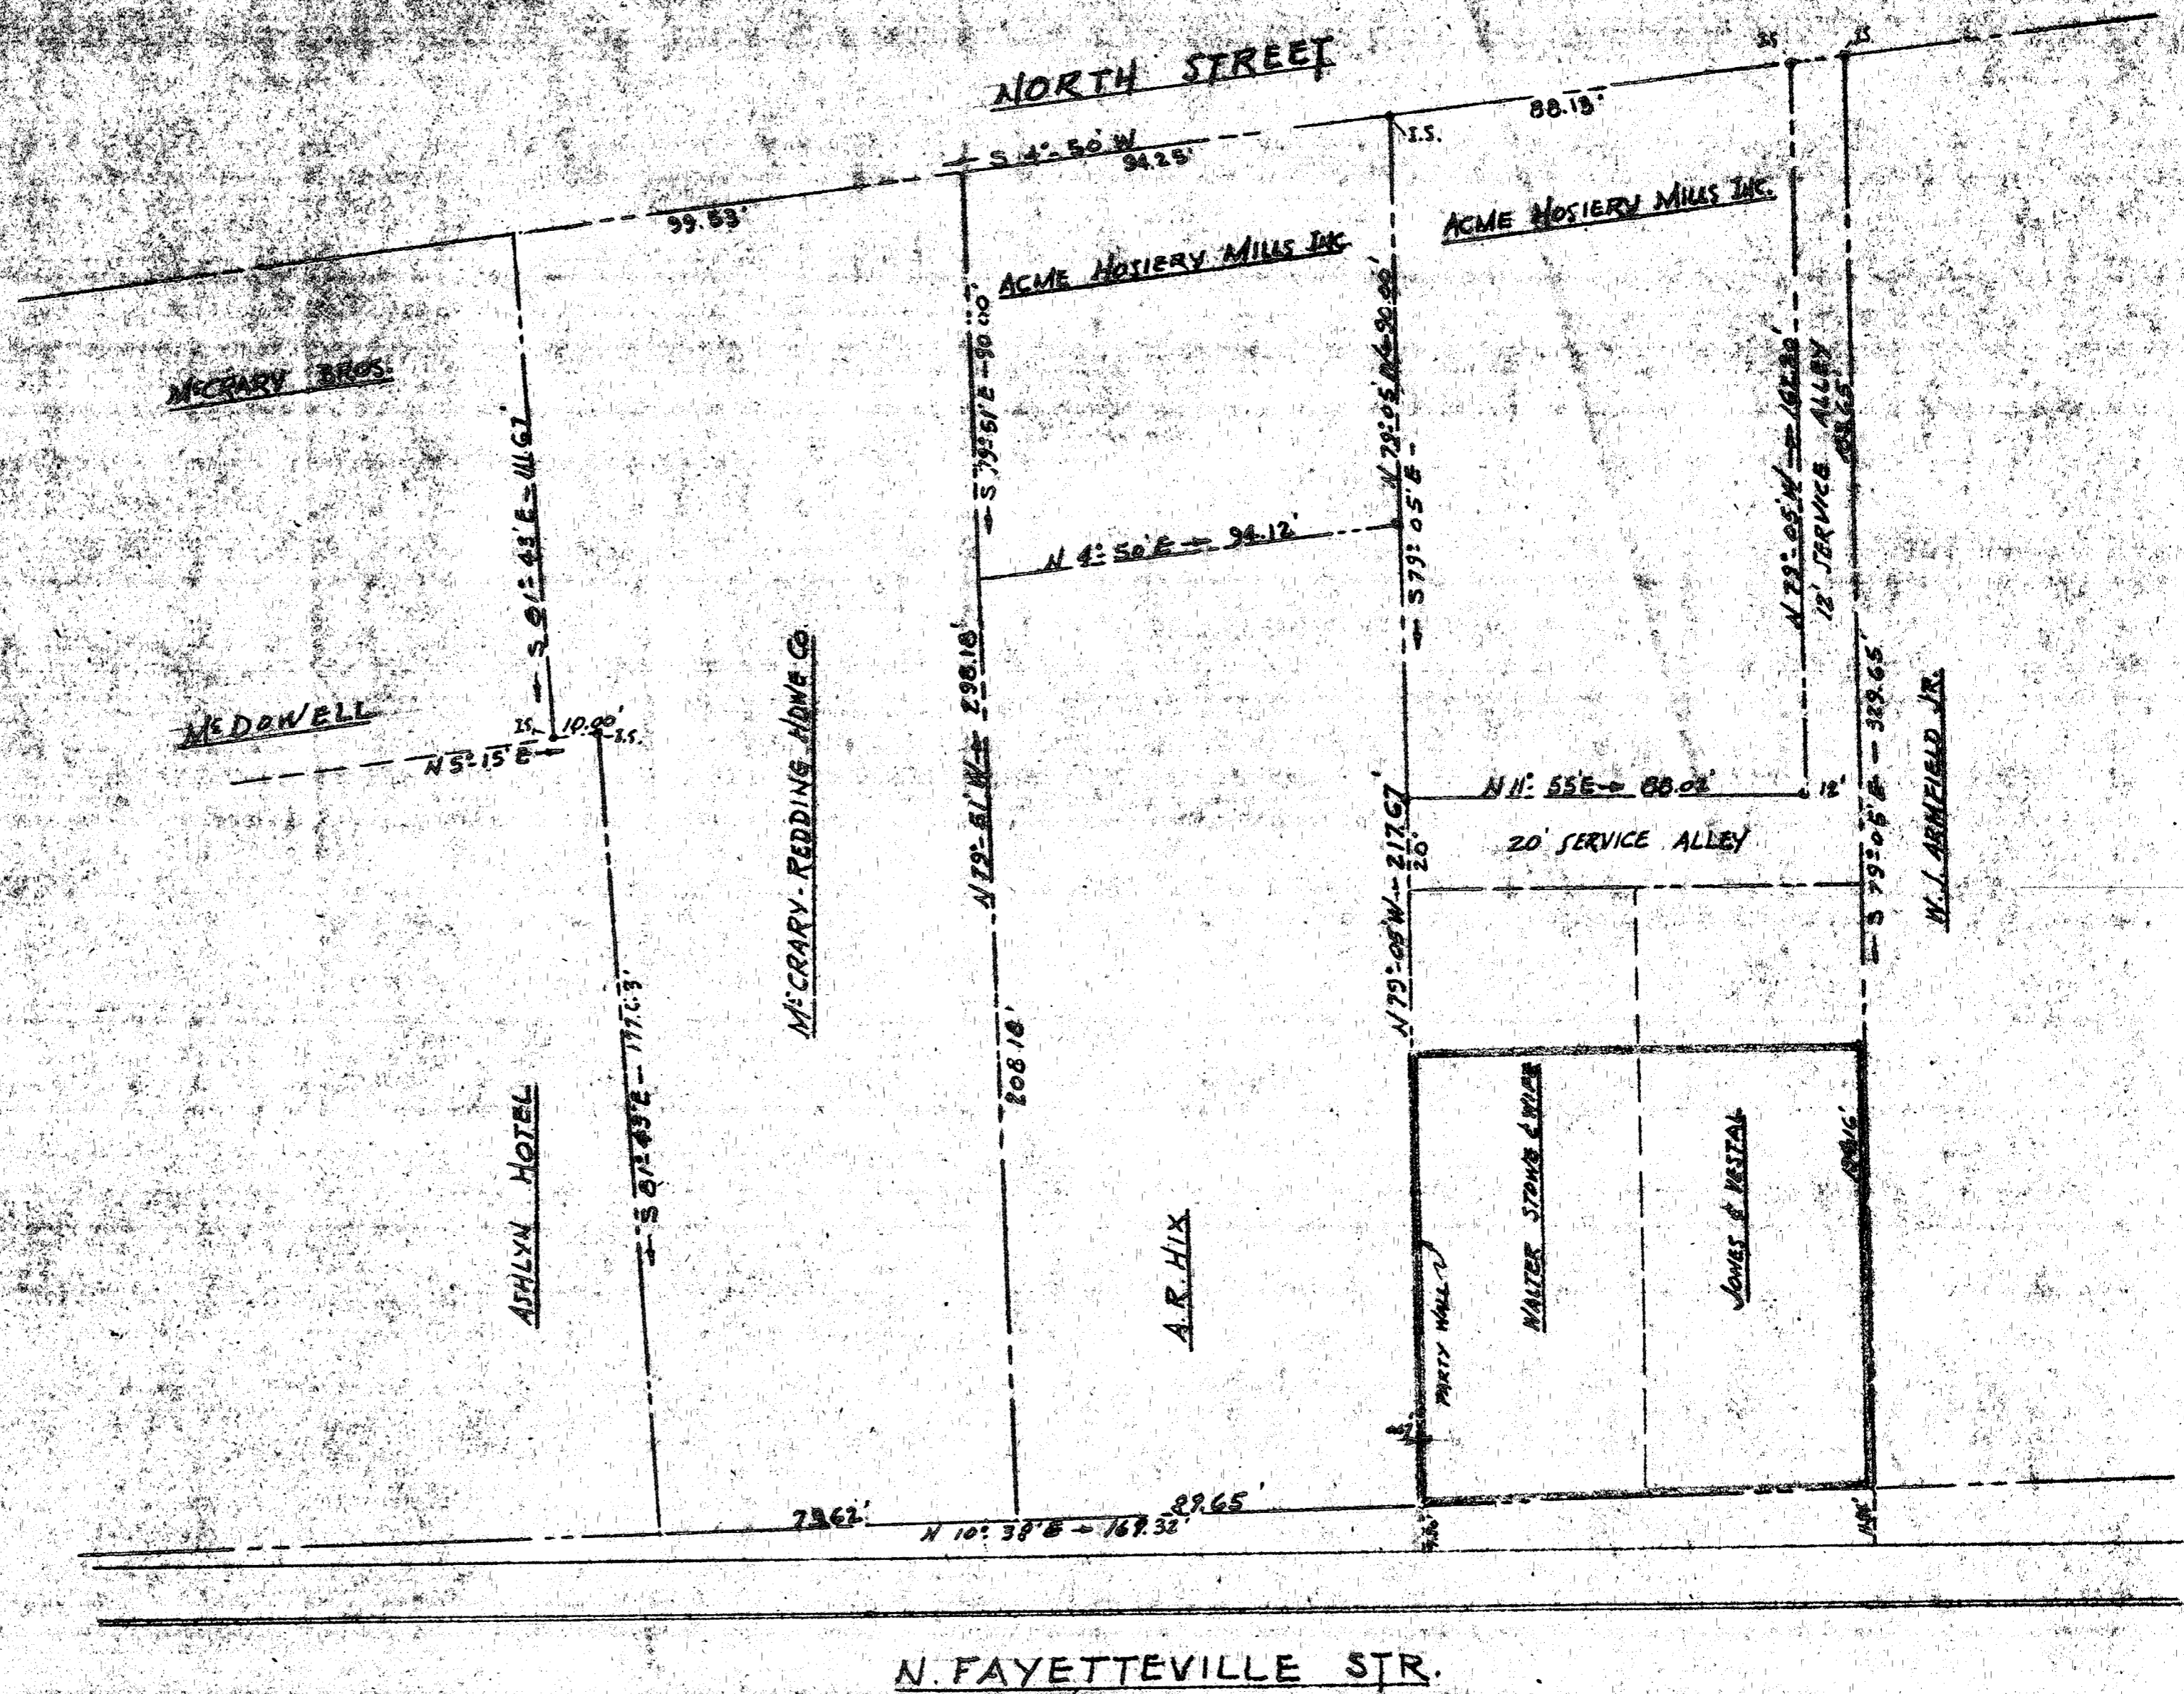 NORTH STREET
I.S.
I.S.
88.13'
I.S.
S 4°-50' W
94.25'
99.53'
ACME HOSIERY MILLS INC.
ACME HOSIERY MILLS INC.
McCRARY BROS.
S 81°-43' E - 111.67'
S 79°-51' E - 90.00'
N 79°-05' W - 90.00'
S 79°-05' E -
N 79°-05' W
12' SERVICE ALLEY
N 4°-50' E 94.12'
McDOWELL
I.S. 10.00' I.S.
N 5°-15' E
McCRARY-REDDING HDWE CO.
N 79°-51' W 298.18'
N 11°-55' E 88.02'
12'
20' SERVICE ALLEY
20'
N 79°-05' W - 217.67'
S 79°-05' E - 329.65'
W. J. ARMFIELD JR.
ASHLYN HOTEL
S 81°-43' E - 177.63'
208.18'
A.R. HIX
PARTY WALL
WALTER STOWE & WIFE
JONES & VESTAL
79.62'
89.65'
N 10°-38' E 169.32'
N. FAYETTEVILLE STR.